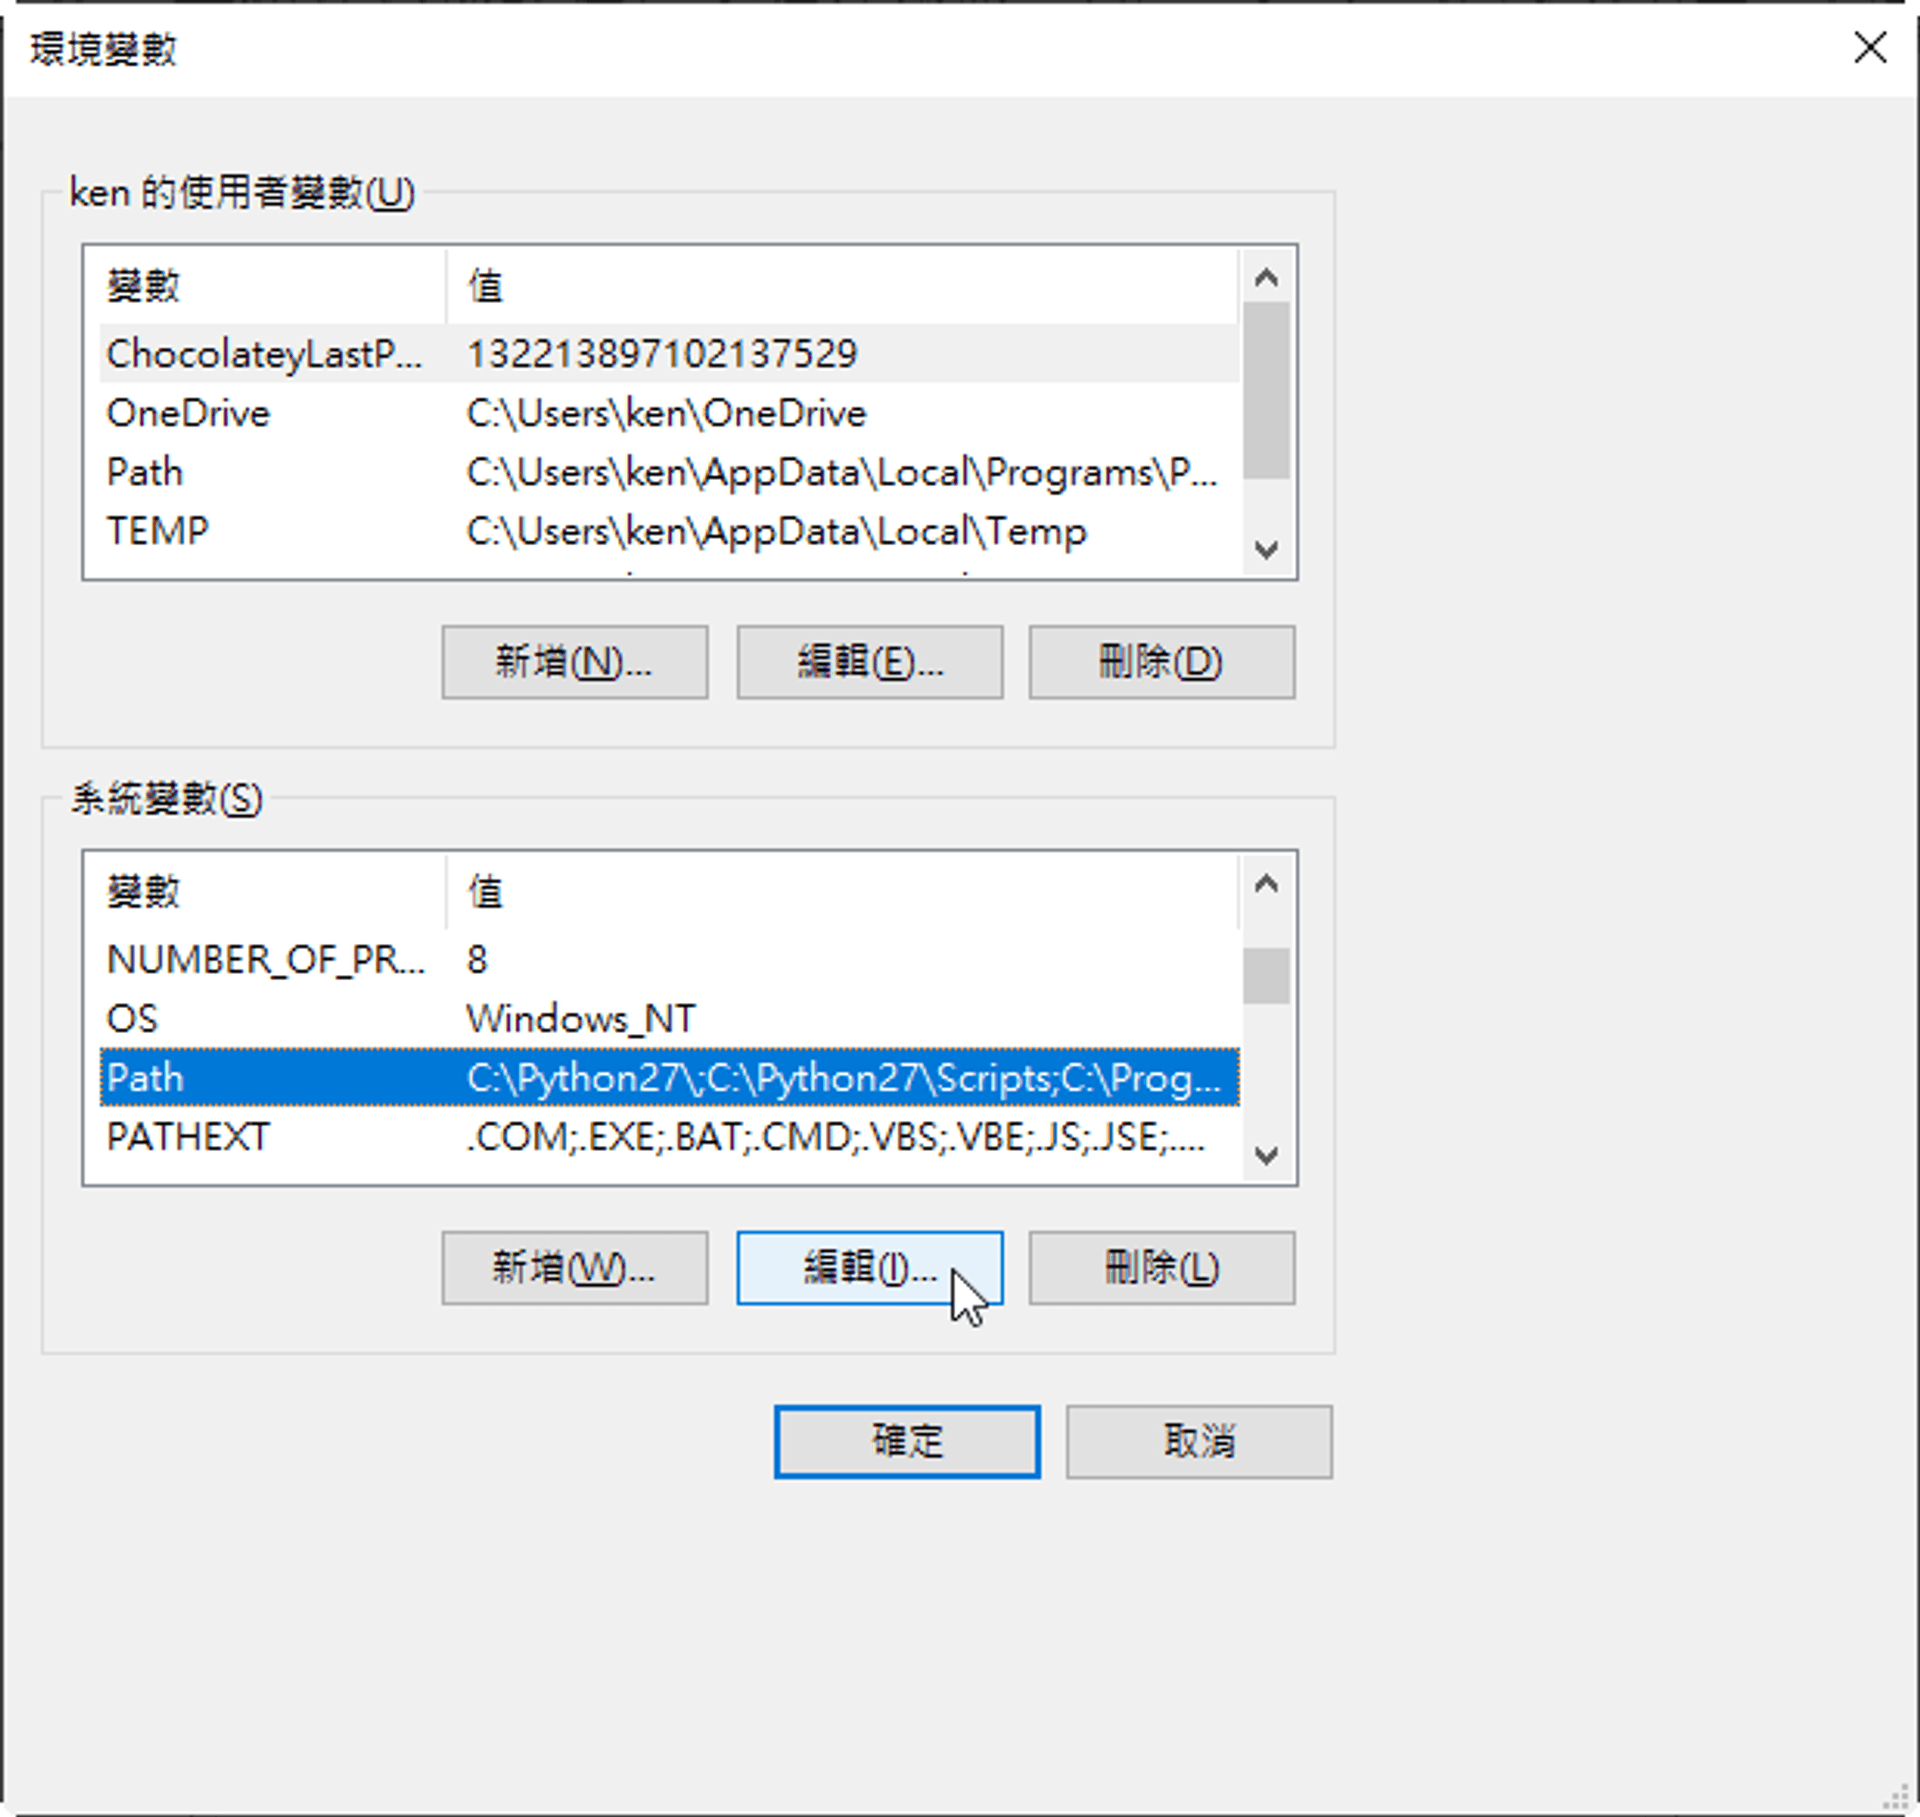 環境變數
ken 的使用者變數(U)
變數 值
ChocolateyLastP... 132213897102137529
OneDrive C:\Users\ken\OneDrive
Path C:\Users\ken\AppData\Local\Programs\P...
TEMP C:\Users\ken\AppData\Local\Temp
新增(N)... 編輯(E)... 刪除(D)
系統變數(S)
變數 值
NUMBER_OF_PR... 8
OS Windows_NT
Path C:\Python27\;C:\Python27\Scripts;C:\Prog...
PATHEXT .COM;.EXE;.BAT;.CMD;.VBS;.VBE;.JS;.JSE;....
新增(W)... 編輯(I)... 刪除(L)
確定 取消